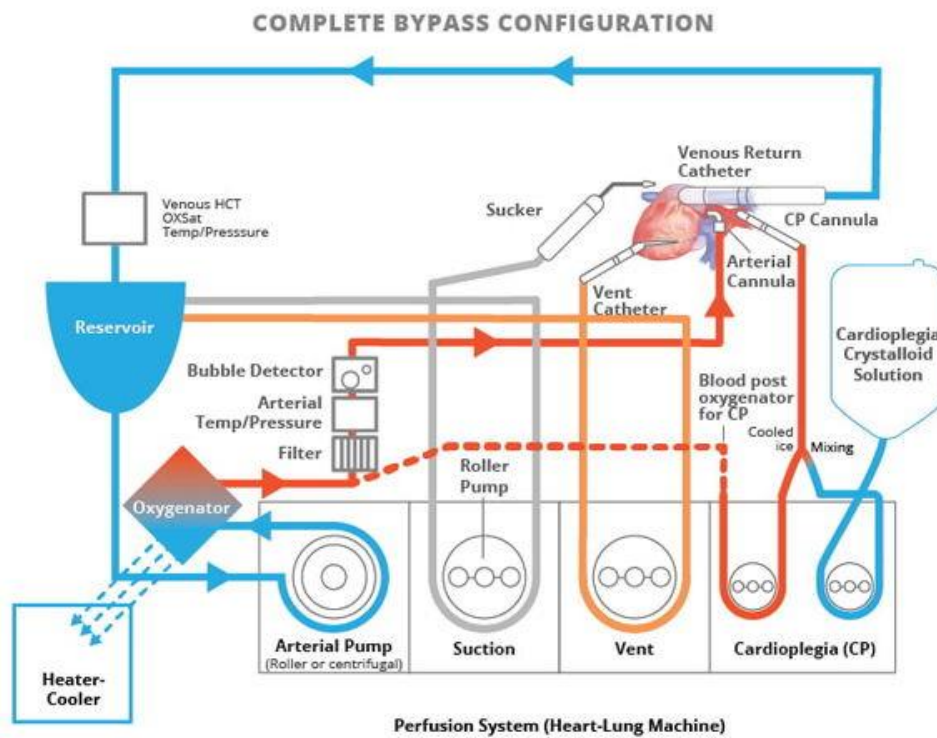 COMPLETE BYPASS CONFIGURATION
Venous HCT
OXSat
Temp/Presssure
Sucker
Venous Return
Catheter
CP Cannula
Arterial
Cannula
Vent
Catheter
Reservoir
Cardioplegia
Crystalloid
Solution
Bubble Detector
Arterial
Temp/Pressure
Filter
Blood post
oxygenator
for CP
Cooled
ice
Mixing
Roller
Pump
Oxygenator
Heater-
Cooler
Arterial Pump
(Roller or centrifugal)
Suction
Vent
Cardioplegia (CP)
Perfusion System (Heart-Lung Machine)